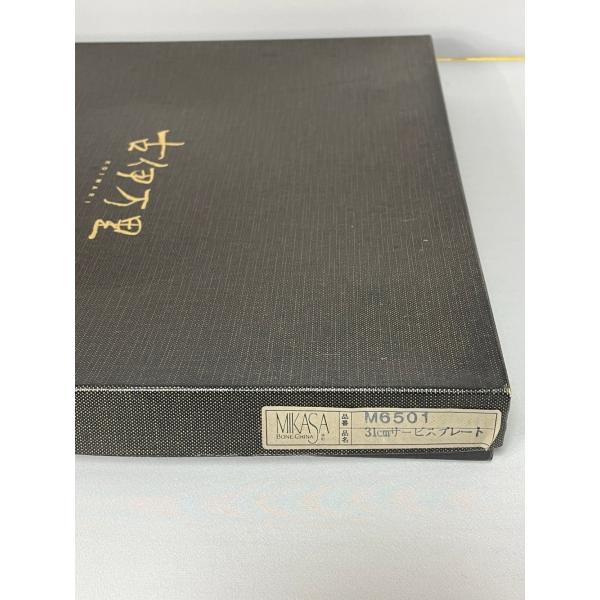 古伊万里
KOIMARI
MIKASA
BONE CHINA
品番 M6501
品名 31cmサービスプレート